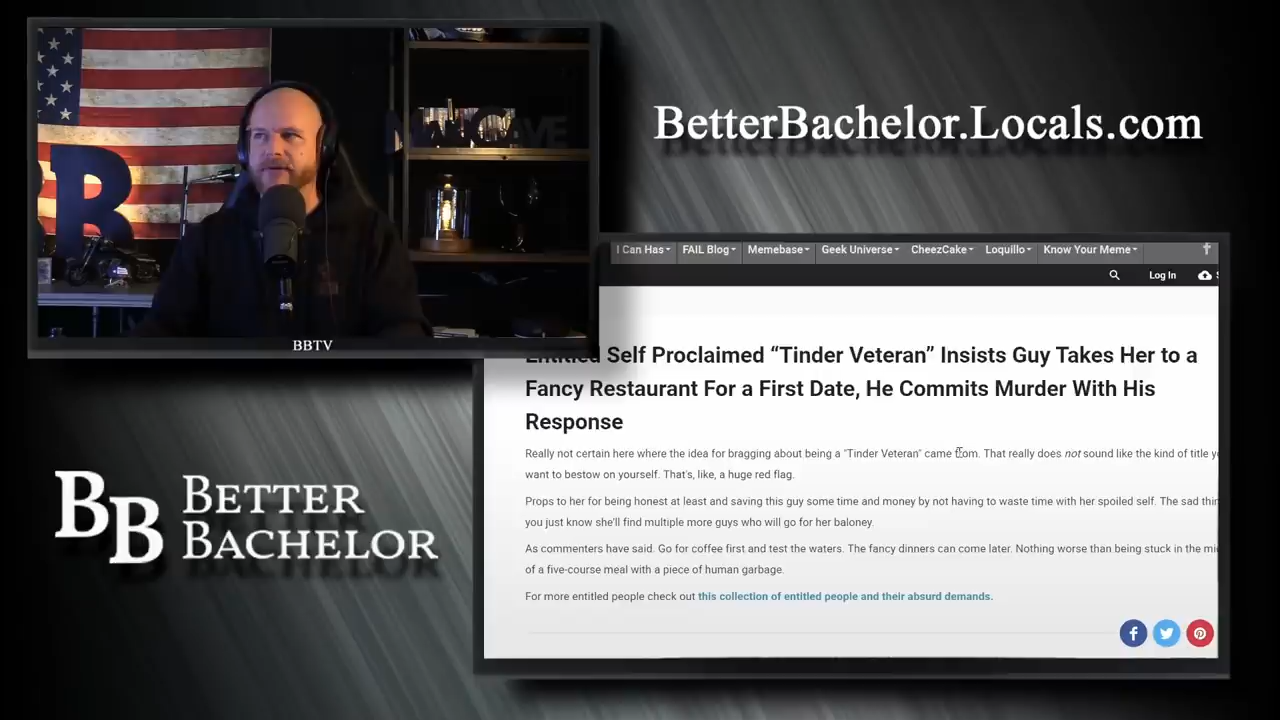 BetterBachelor.Locals.com
BBTV
I Can Has
FAIL Blog
Memebase
Geek Universe
CheezCake
Loquillo
Know Your Meme
Log In
Entitled Self Proclaimed “Tinder Veteran” Insists Guy Takes Her to a
Fancy Restaurant For a First Date, He Commits Murder With His
Response
Really not certain here where the idea for bragging about being a "Tinder Veteran" came from. That really does not sound like the kind of title
want to bestow on yourself. That's, like, a huge red flag.
Props to her for being honest at least and saving this guy some time and money by not having to waste time with her spoiled self. The sad
you just know she'll find multiple more guys who will go for her baloney.
As commenters have said. Go for coffee first and test the waters. The fancy dinners can come later. Nothing worse than being stuck in the
of a five-course meal with a piece of human garbage.
For more entitled people check out this collection of entitled people and their absurd demands.
BB BETTER
BACHELOR